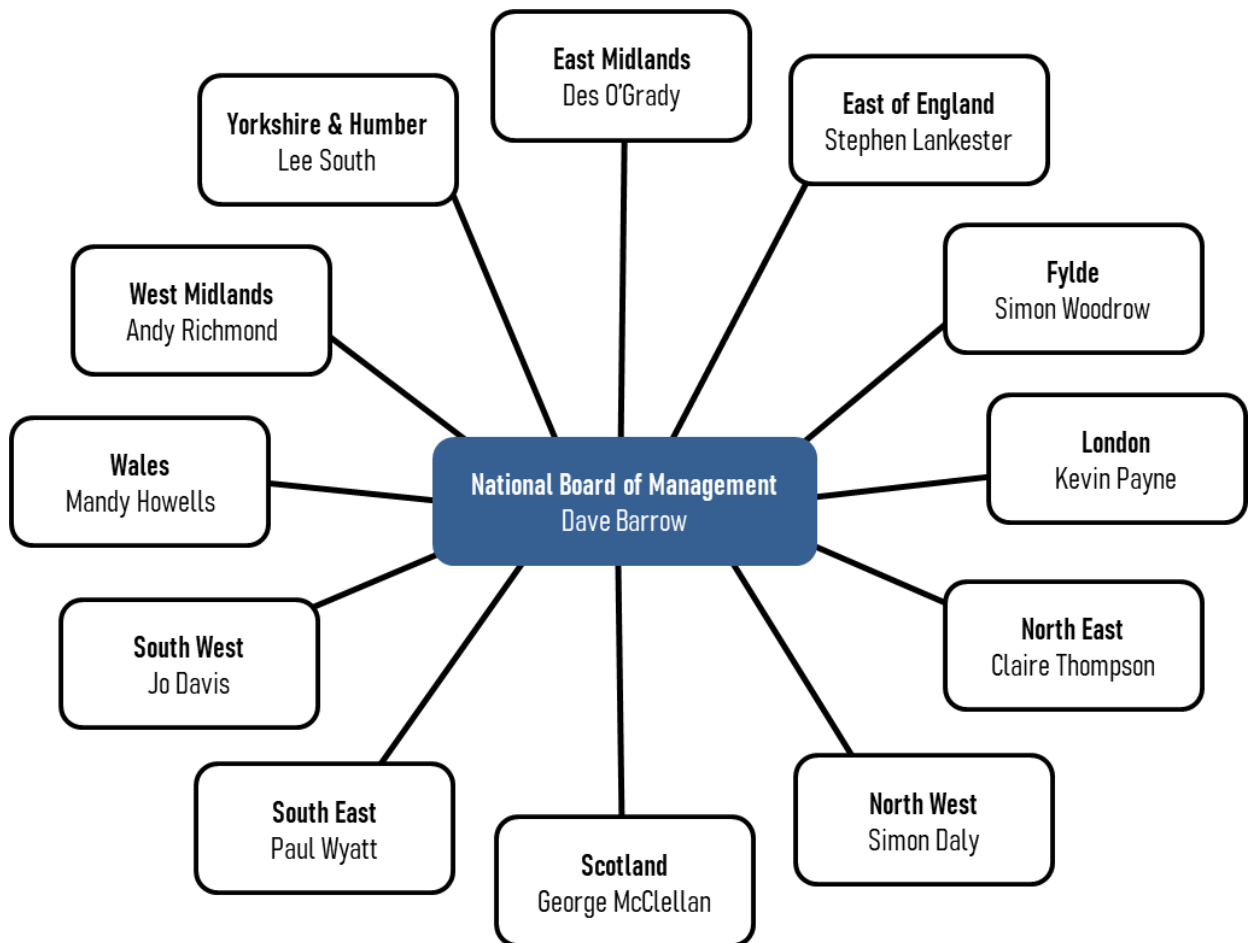 East Midlands
Des O'Grady
East of England
Stephen Lankester
Yorkshire & Humber
Lee South
Fylde
Simon Woodrow
West Midlands
Andy Richmond
London
Kevin Payne
Wales
Mandy Howells
National Board of Management
Dave Barrow
North East
Claire Thompson
South West
Jo Davis
North West
Simon Daly
South East
Paul Wyatt
Scotland
George McClellan